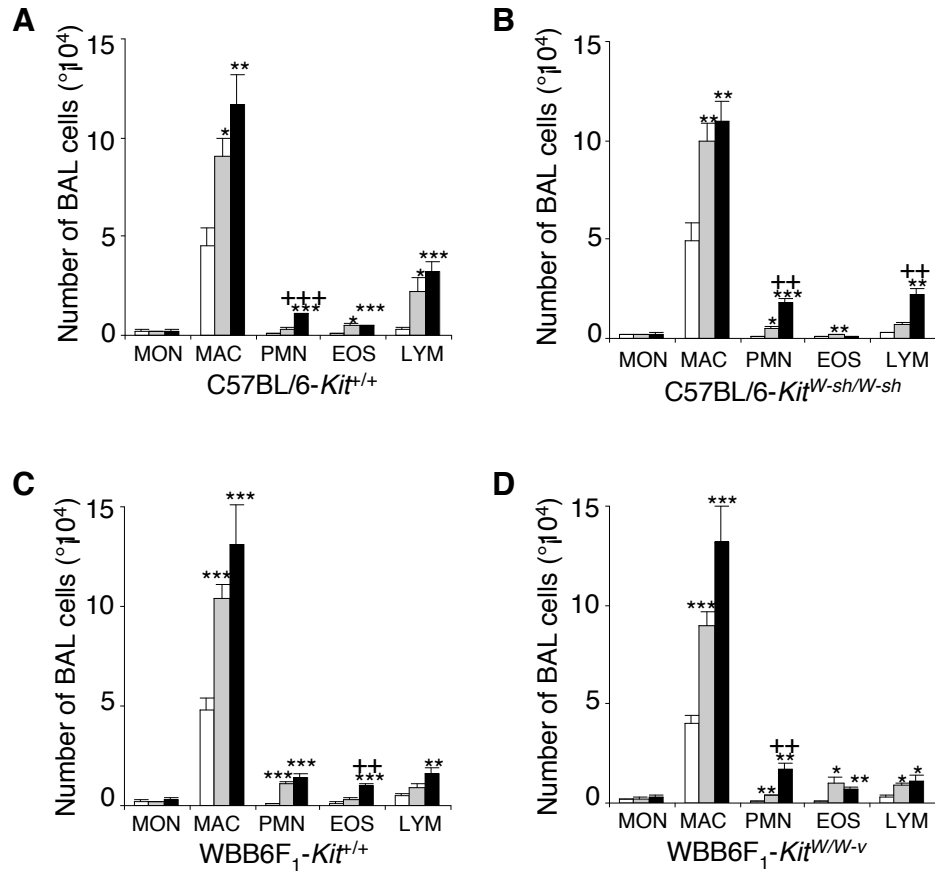 A
Number of BAL cells (°¡10⁴)
15
10
5
0
* **
+++
***
* ***
* ***
MON MAC PMN EOS LYM
C57BL/6-Kit+/+
B
Number of BAL cells (°¡10⁴)
15
10
5
0
** **
++
* ***
**
++
**
MON MAC PMN EOS LYM
C57BL/6-KitW-sh/W-sh
C
Number of BAL cells (°¡10⁴)
15
10
5
0
*** ***
*** ***
++
***
**
MON MAC PMN EOS LYM
WBB6F1-Kit+/+
D
Number of BAL cells (°¡10⁴)
15
10
5
0
*** ***
++
** **
* **
* *
MON MAC PMN EOS LYM
WBB6F1-KitW/W-v